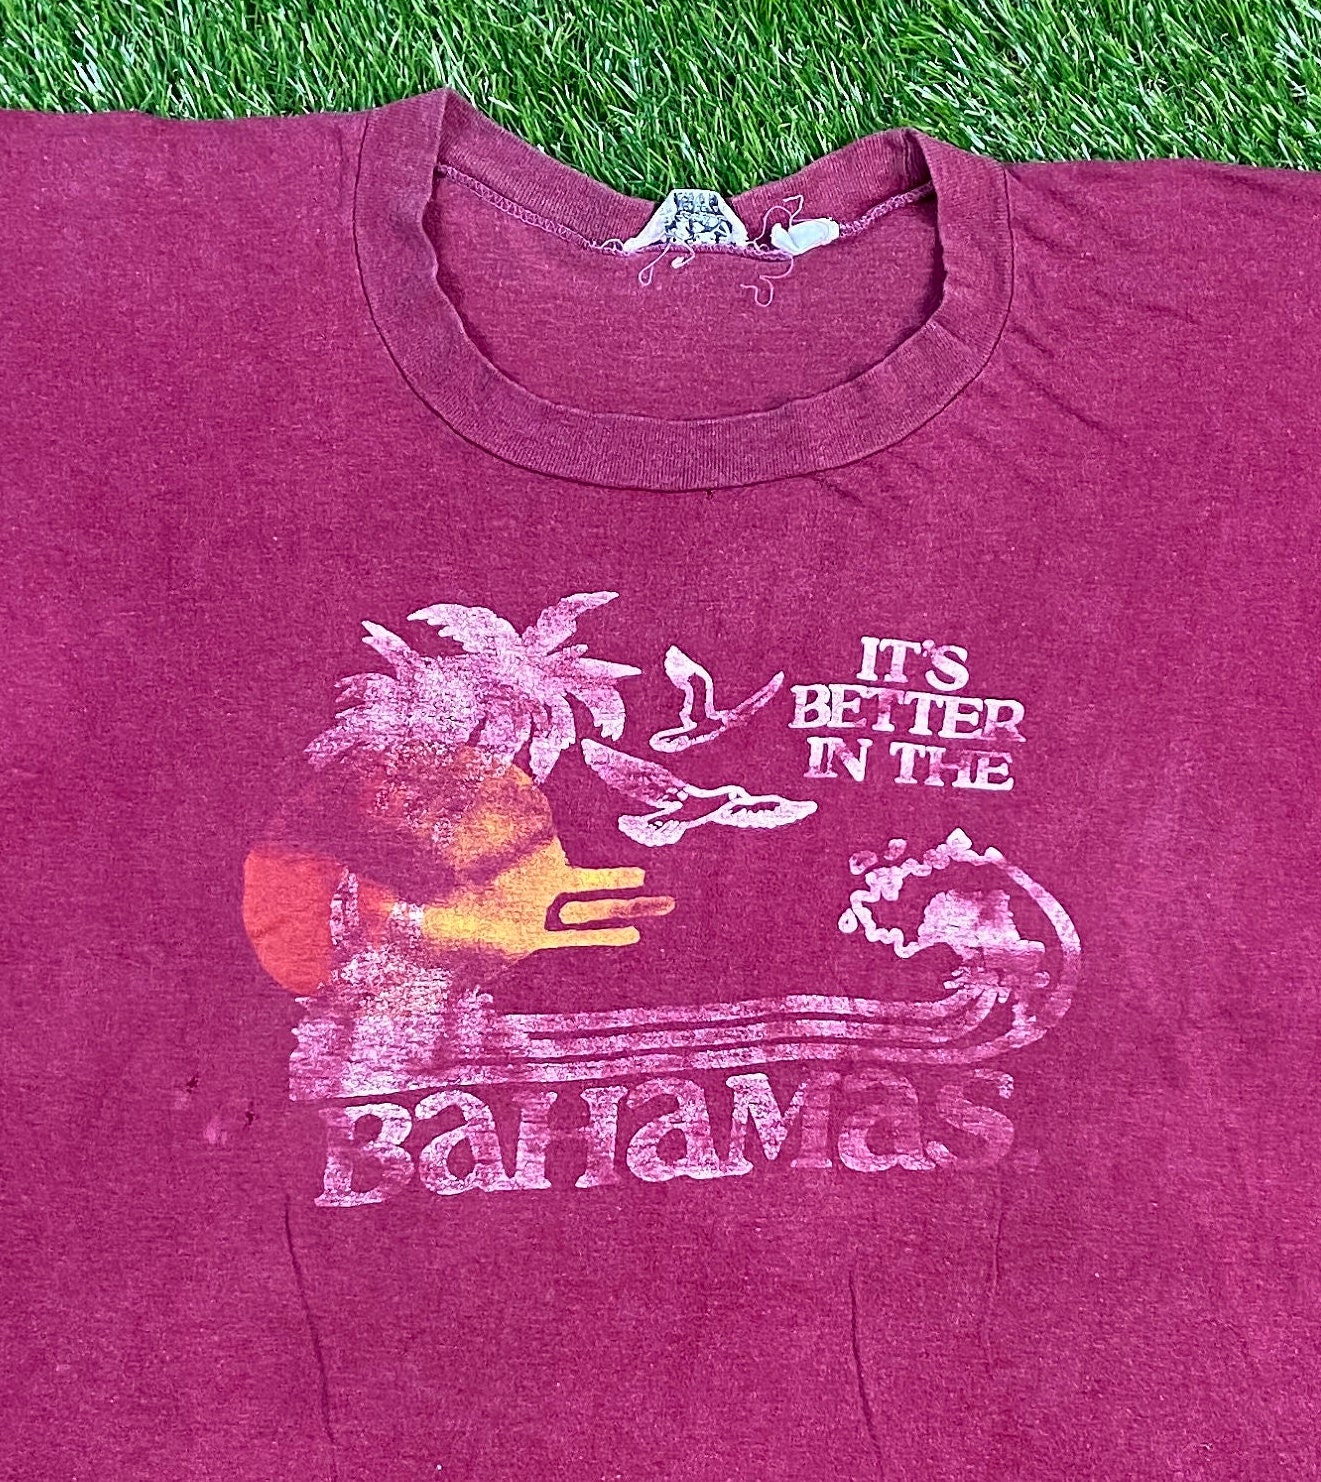 IT'S
BETTER
IN THE
BaHaMas